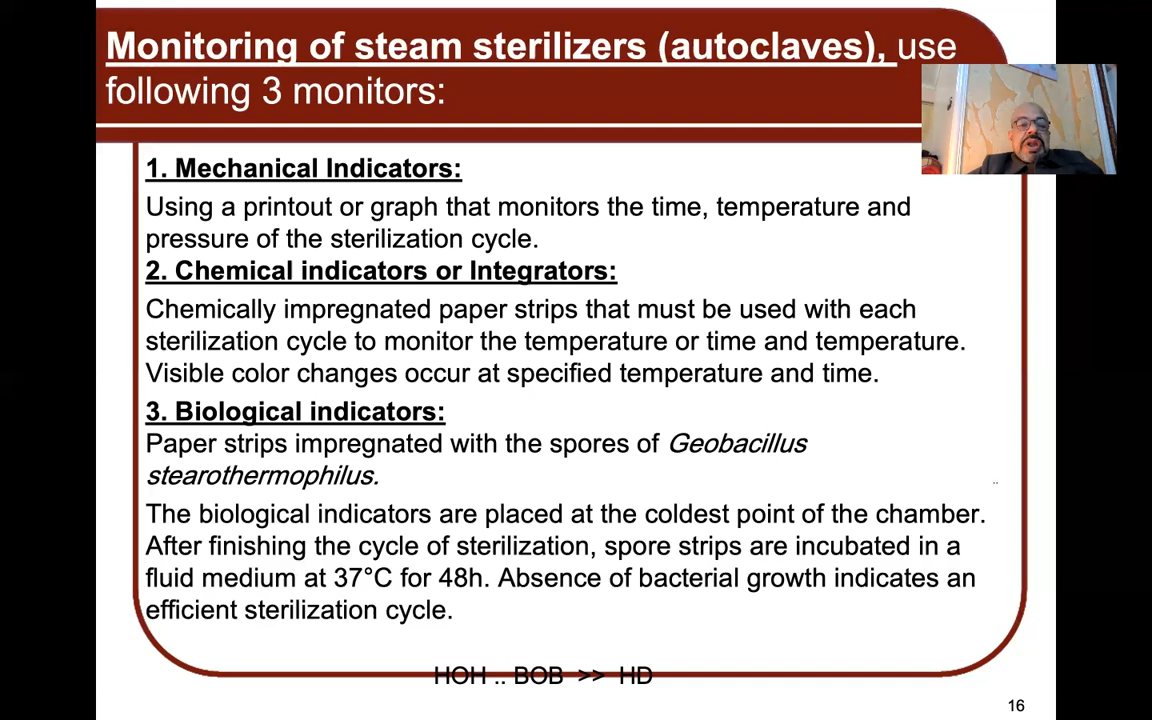 Monitoring of steam sterilizers (autoclaves), use
following 3 monitors:
1. Mechanical Indicators:
Using a printout or graph that monitors the time, temperature and
pressure of the sterilization cycle.
2. Chemical indicators or Integrators:
Chemically impregnated paper strips that must be used with each
sterilization cycle to monitor the temperature or time and temperature.
Visible color changes occur at specified temperature and time.
3. Biological indicators:
Paper strips impregnated with the spores of Geobacillus
stearothermophilus.
..
The biological indicators are placed at the coldest point of the chamber.
After finishing the cycle of sterilization, spore strips are incubated in a
fluid medium at 37°C for 48h. Absence of bacterial growth indicates an
efficient sterilization cycle.
HOH .. BOB >> HD
16